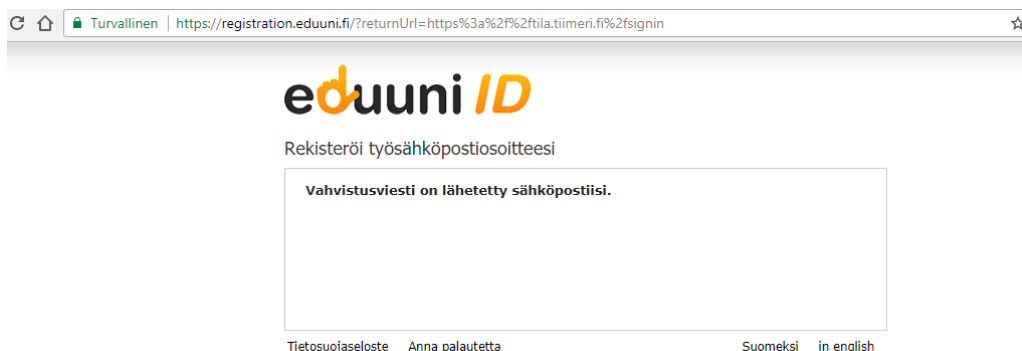 Turvallinen | https://registration.eduuni.fi/?returnUrl=https%3a%2f%2ftila.tiimeri.fi%2fsignin
eduuni ID
Rekisteröi työsähköpostiosoitteesi
Vahvistusviesti on lähetetty sähköpostiisi.
Tietosuojaseloste Anna palautetta Suomeksi in english